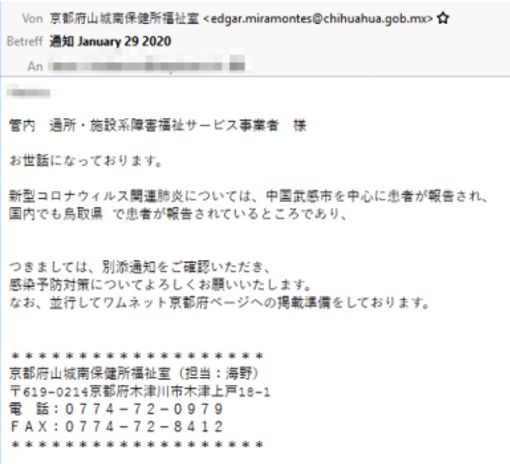 Von 京都府山城南保健所福祉室 <edgar.miramontes@chihuahua.gob.mx>
Betreff 通知 January 29 2020
An
管内 通所・施設系障害福祉サービス事業者 様
お世話になっております。
新型コロナウィルス関連肺炎については、中国武感市を中心に患者が報告され、
国内でも鳥取県 で患者が報告されているところであり、
つきましては、別添通知をご確認いただき、
感染予防対策についてよろしくお願いいたします。
なお、並行してワムネット京都府ページへの掲載準備をしております。
＊＊＊＊＊＊＊＊＊＊＊＊＊＊＊＊＊＊＊
京都府山城南保健所福祉室（担当：海野）
〒619-0214京都府木津川市木津上戸18-1
電 話：０７７４－７２－０９７９
ＦＡＸ：０７７４－７２－８４１２
＊＊＊＊＊＊＊＊＊＊＊＊＊＊＊＊＊＊＊